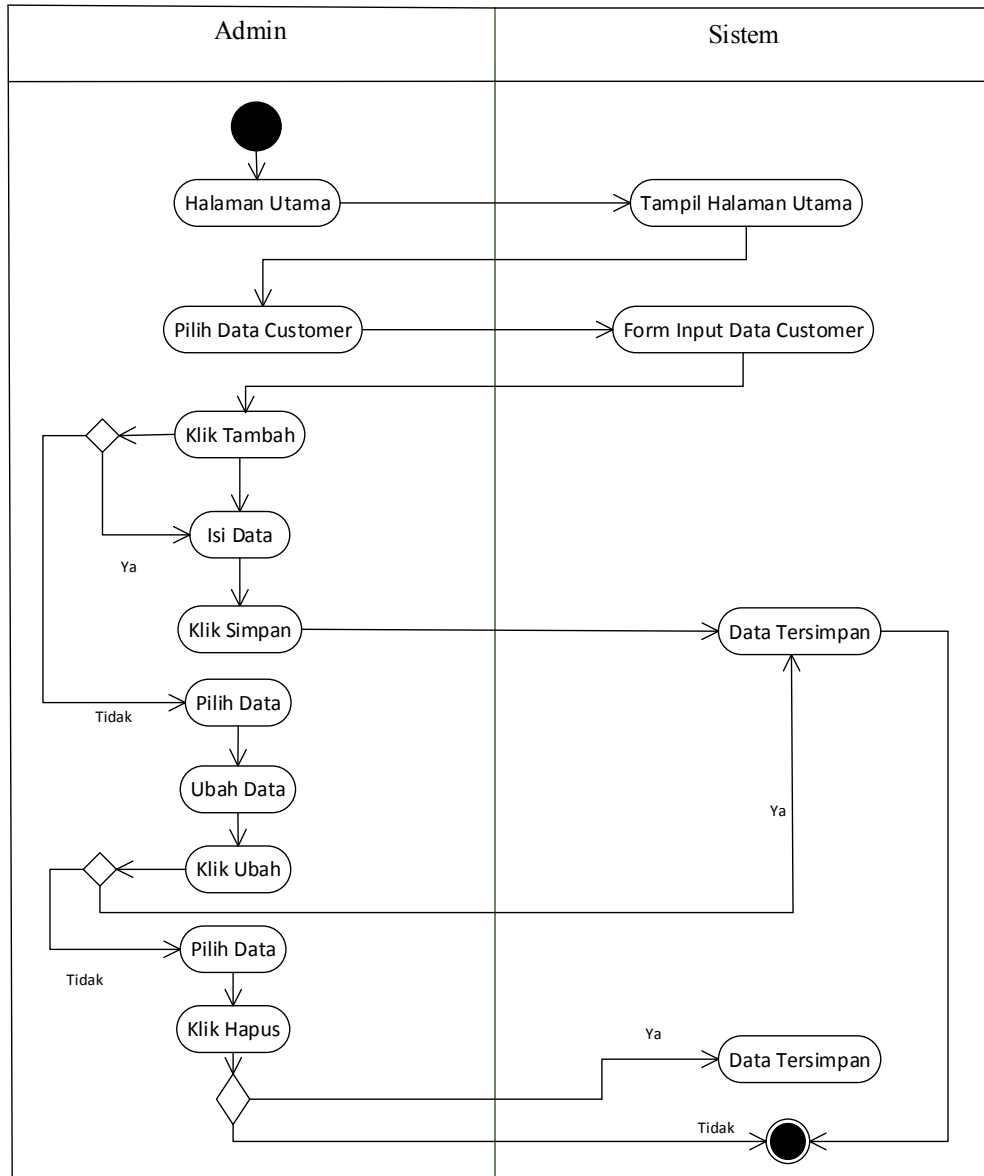 Admin
Sistem
Halaman Utama
Tampil Halaman Utama
Pilih Data Customer
Form Input Data Customer
Klik Tambah
Isi Data
Ya
Klik Simpan
Data Tersimpan
Pilih Data
Tidak
Ubah Data
Ya
Klik Ubah
Pilih Data
Tidak
Klik Hapus
Ya
Data Tersimpan
Tidak